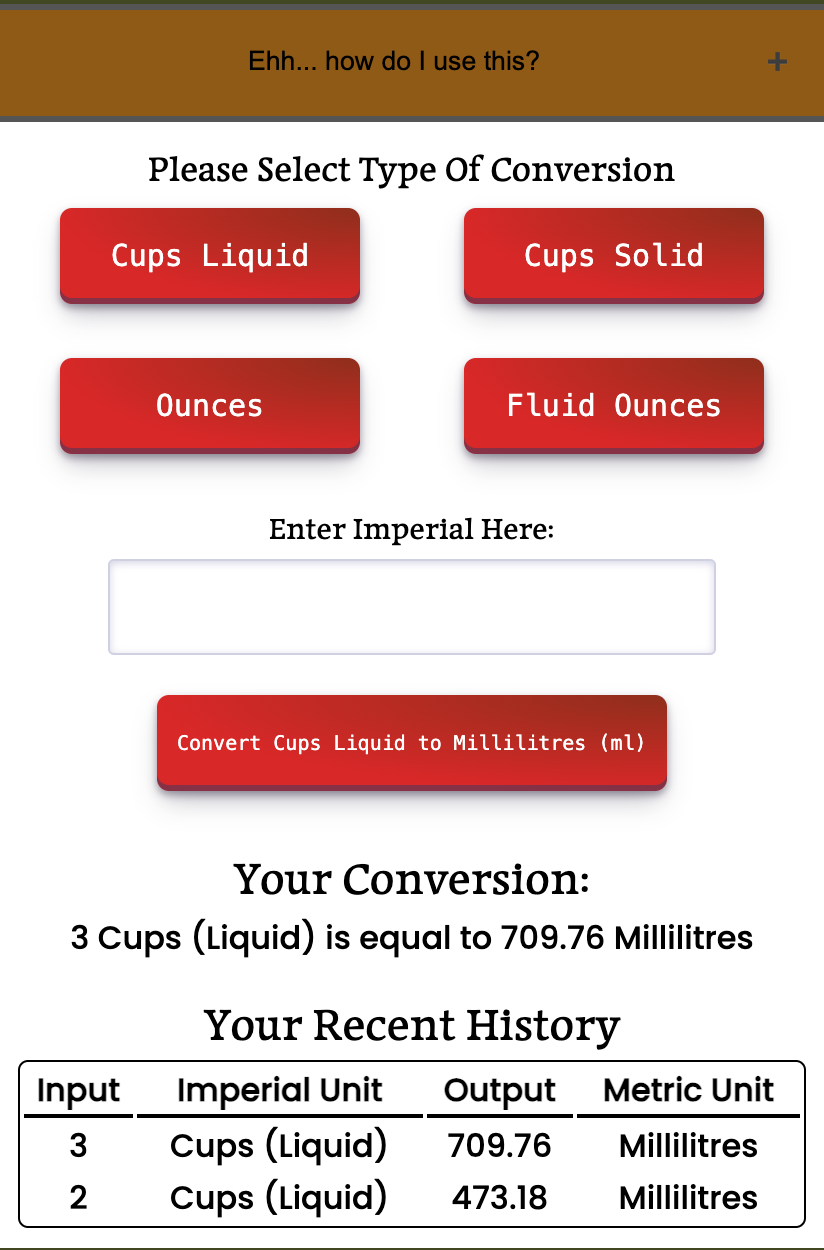 Ehh... how do I use this? +
Please Select Type Of Conversion
Cups Liquid Cups Solid
Ounces Fluid Ounces
Enter Imperial Here:
Convert Cups Liquid to Millilitres (ml)
Your Conversion:
3 Cups (Liquid) is equal to 709.76 Millilitres
Your Recent History
Input Imperial Unit Output Metric Unit
3 Cups (Liquid) 709.76 Millilitres
2 Cups (Liquid) 473.18 Millilitres